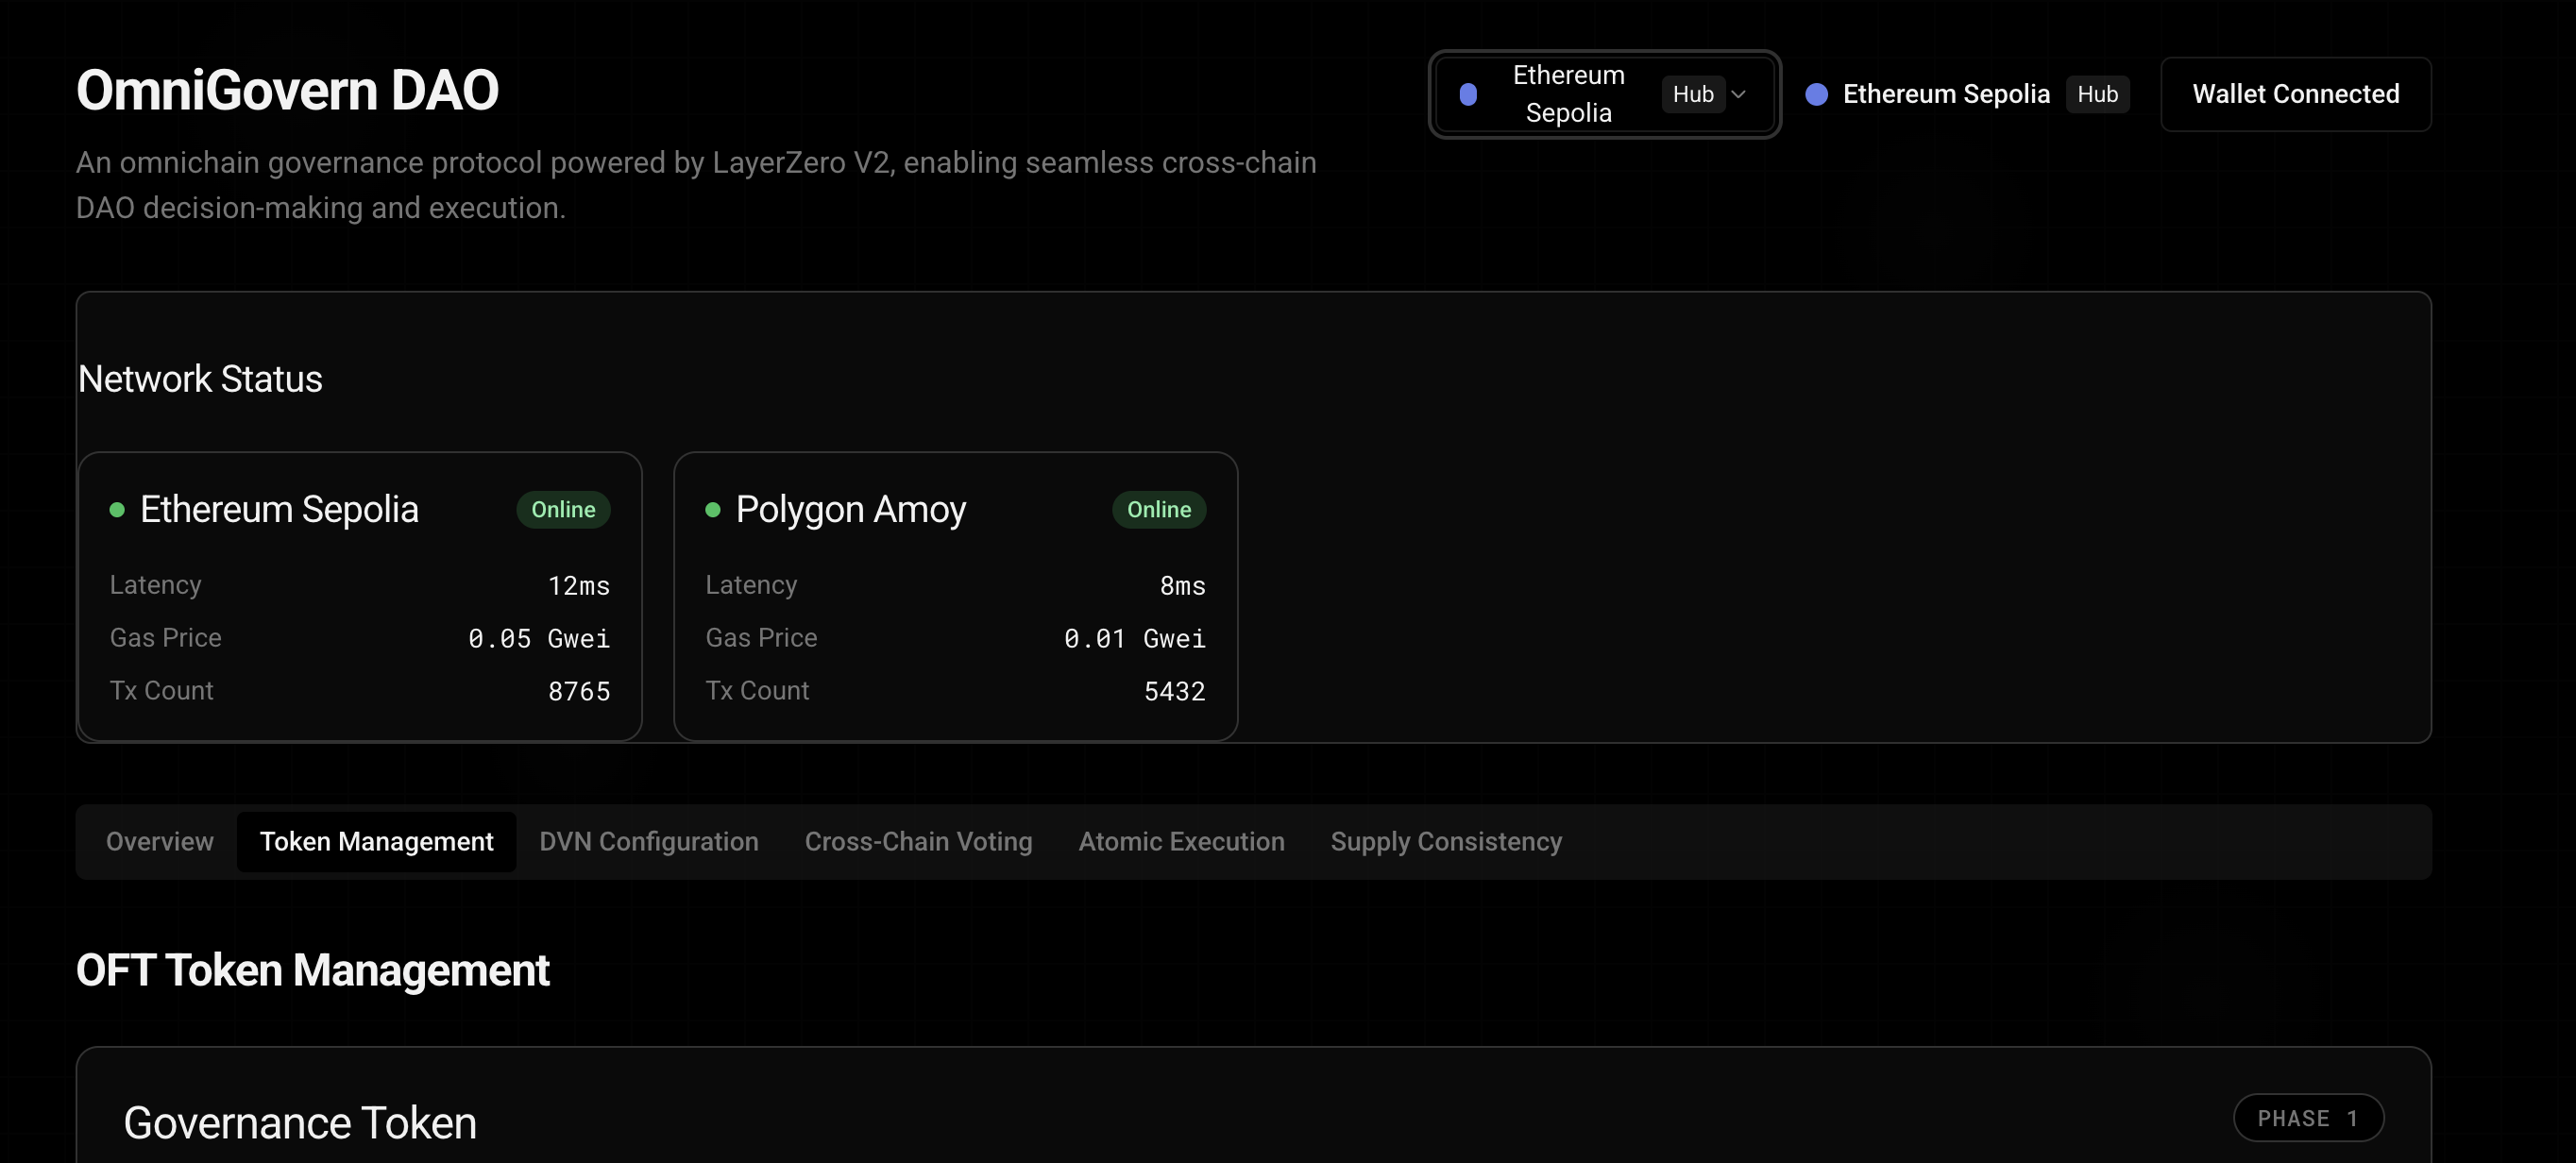 OmniGovern DAO
An omnichain governance protocol powered by LayerZero V2, enabling seamless cross-chain
DAO decision-making and execution.
Ethereum
Sepolia
Hub
Ethereum Sepolia
Hub
Wallet Connected
Network Status
Ethereum Sepolia
Online
Latency 12ms
Gas Price 0.05 Gwei
Tx Count 8765
Polygon Amoy
Online
Latency 8ms
Gas Price 0.01 Gwei
Tx Count 5432
Overview Token Management DVN Configuration Cross-Chain Voting Atomic Execution Supply Consistency
OFT Token Management
Governance Token
PHASE 1